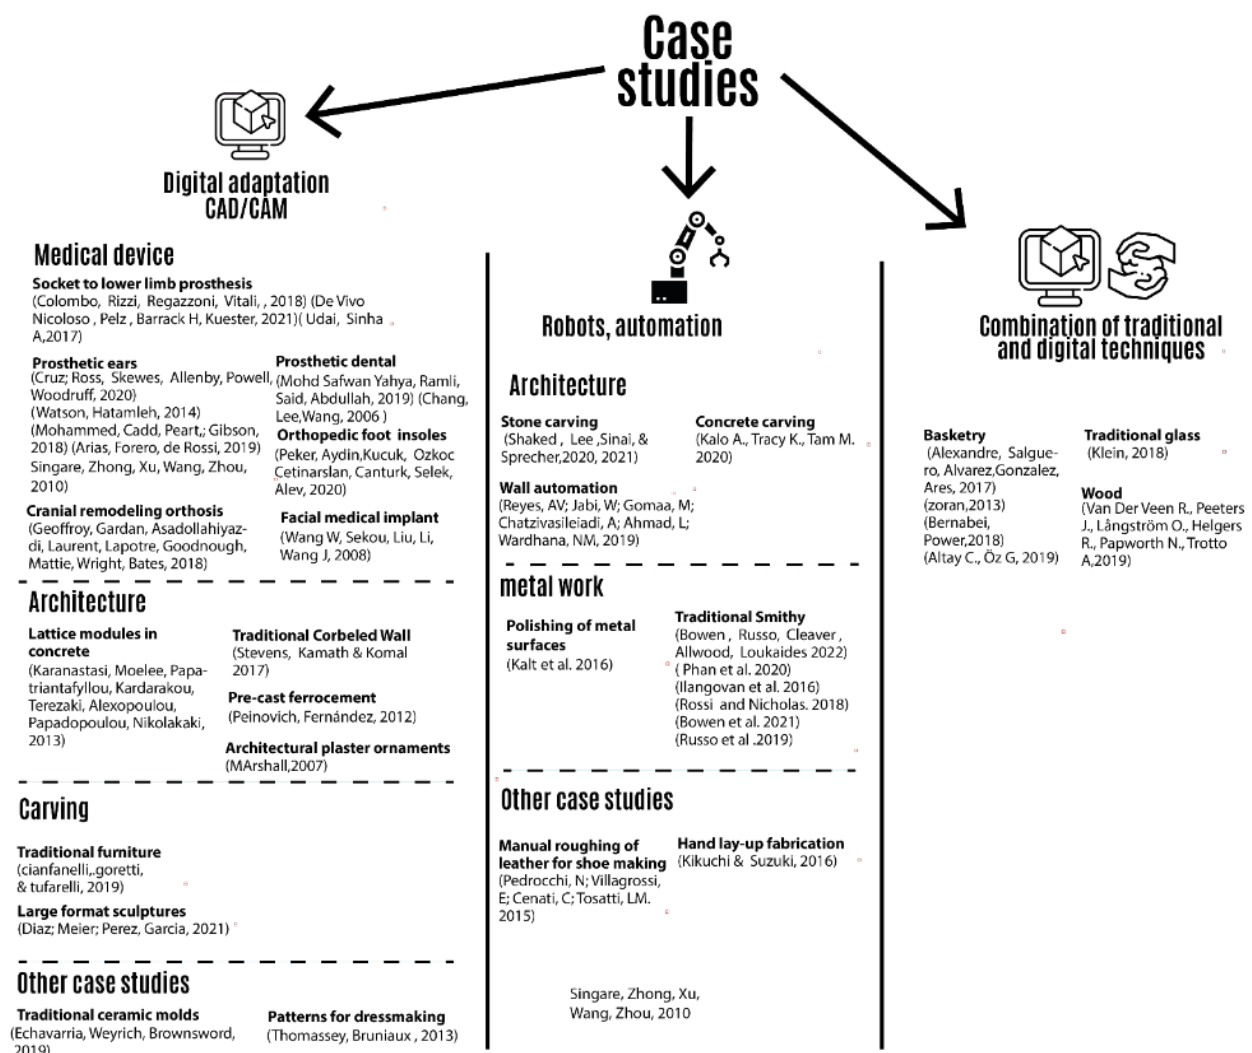 Case
studies
Digital adaptation
CAD/CAM
Medical device
Socket to lower limb prosthesis
(Colombo, Rizzi, Regazzoni, Vitali, , 2018) (De Vivo
Nicoloso , Pelz , Barrack H, Kuester, 2021)( Udai, Sinha
A,2017)
Prosthetic ears
(Cruz; Ross, Skewes, Allenby, Powell,
Woodruff, 2020)
(Watson, Hatamleh, 2014)
(Mohammed, Cadd, Peart,; Gibson,
2018) (Arias, Forero, de Rossi, 2019)
Singare, Zhong, Xu, Wang, Zhou,
2010)
Prosthetic dental
(Mohd Safwan Yahya, Ramli,
Said, Abdullah, 2019) (Chang,
Lee,Wang, 2006 )
Orthopedic foot insoles
(Peker, Aydin,Kucuk, Ozkoc
Cetinarslan, Canturk, Selek,
Alev, 2020)
Cranial remodeling orthosis
(Geoffroy, Gardan, Asadollahiyaz-
di, Laurent, Lapotre, Goodnough,
Mattie, Wright, Bates, 2018)
Facial medical implant
(Wang W, Sekou, Liu, Li,
Wang J, 2008)
Architecture
Lattice modules in
concrete
(Karanastasi, Moelee, Papa-
triantafyllou, Kardarakou,
Terezaki, Alexopoulou,
Papadopoulou, Nikolakaki,
2013)
Traditional Corbeled Wall
(Stevens, Kamath & Komal
2017)
Pre-cast ferrocement
(Peinovich, Fernández, 2012)
Architectural plaster ornaments
(MArshall,2007)
Carving
Traditional furniture
(cianfanelli,.goretti,
& tufarelli, 2019)
Large format sculptures
(Diaz; Meier; Perez, Garcia, 2021)
Other case studies
Traditional ceramic molds
(Echavarria, Weyrich, Brownsword,
2019)
Patterns for dressmaking
(Thomassey, Bruniaux , 2013)
Robots, automation
Architecture
Stone carving
(Shaked , Lee ,Sinai, &
Sprecher,2020, 2021)
Concrete carving
(Kalo A., Tracy K., Tam M.
2020)
Wall automation
(Reyes, AV; Jabi, W; Gomaa, M;
Chatzivasileiadi, A; Ahmad, L;
Wardhana, NM, 2019)
metal work
Polishing of metal
surfaces
(Kalt et al. 2016)
Traditional Smithy
(Bowen , Russo, Cleaver ,
Allwood, Loukaides 2022)
( Phan et al. 2020)
(Ilangovan et al. 2016)
(Rossi and Nicholas. 2018)
(Bowen et al. 2021)
(Russo et al .2019)
Other case studies
Manual roughing of
leather for shoe making
(Pedrocchi, N; Villagrossi,
E; Cenati, C; Tosatti, LM.
2015)
Hand lay-up fabrication
(Kikuchi & Suzuki, 2016)
Singare, Zhong, Xu,
Wang, Zhou, 2010
Combination of traditional
and digital techniques
Basketry
(Alexandre, Salgue-
ro, Alvarez,Gonzalez,
Ares, 2017)
(zoran,2013)
(Bernabei,
Power,2018)
(Altay C., Öz G, 2019)
Traditional glass
(Klein, 2018)
Wood
(Van Der Veen R., Peeters
J., Långström O., Helgers
R., Papworth N., Trotto
A,2019)